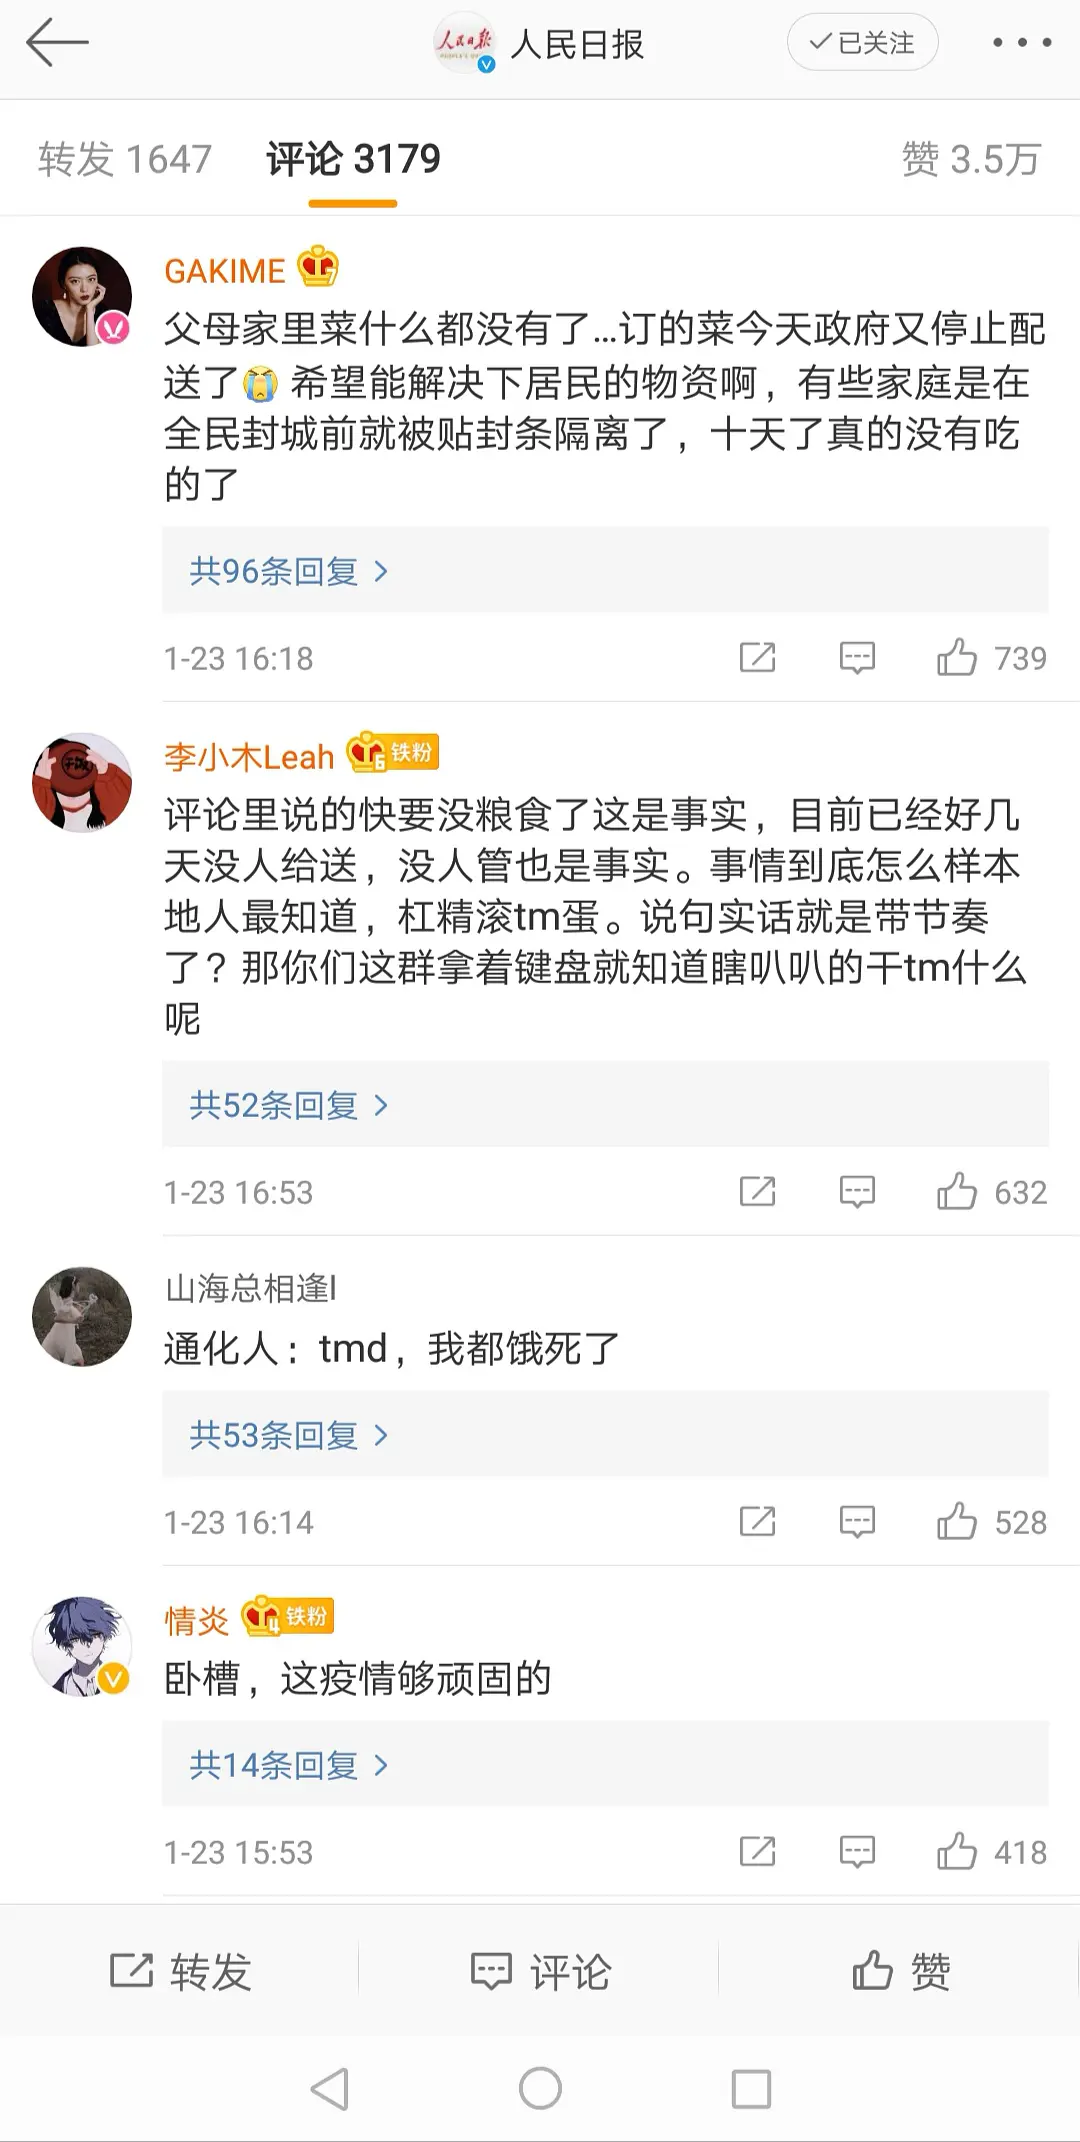 人民日报
已关注
转发 1647
评论 3179
赞 3.5万
GAKIME
7
父母家里菜什么都没有了...订的菜今天政府又停止配
送了 希望能解决下居民的物资啊，有些家庭是在
全民封城前就被贴封条隔离了，十天了真的没有吃
的了
共96条回复
1-23 16:18
739
李小木Leah
6 铁粉
评论里说的快要没粮食了这是事实，目前已经好几
天没人给送，没人管也是事实。事情到底怎么样本
地人最知道，杠精滚tm蛋。说句实话就是带节奏
了？那你们这群拿着键盘就知道瞎叭叭的干tm什么
呢
共52条回复
1-23 16:53
632
山海总相逢l
通化人：tmd，我都饿死了
共53条回复
1-23 16:14
528
情炎
4 铁粉
卧槽，这疫情够顽固的
共14条回复
1-23 15:53
418
转发
评论
赞